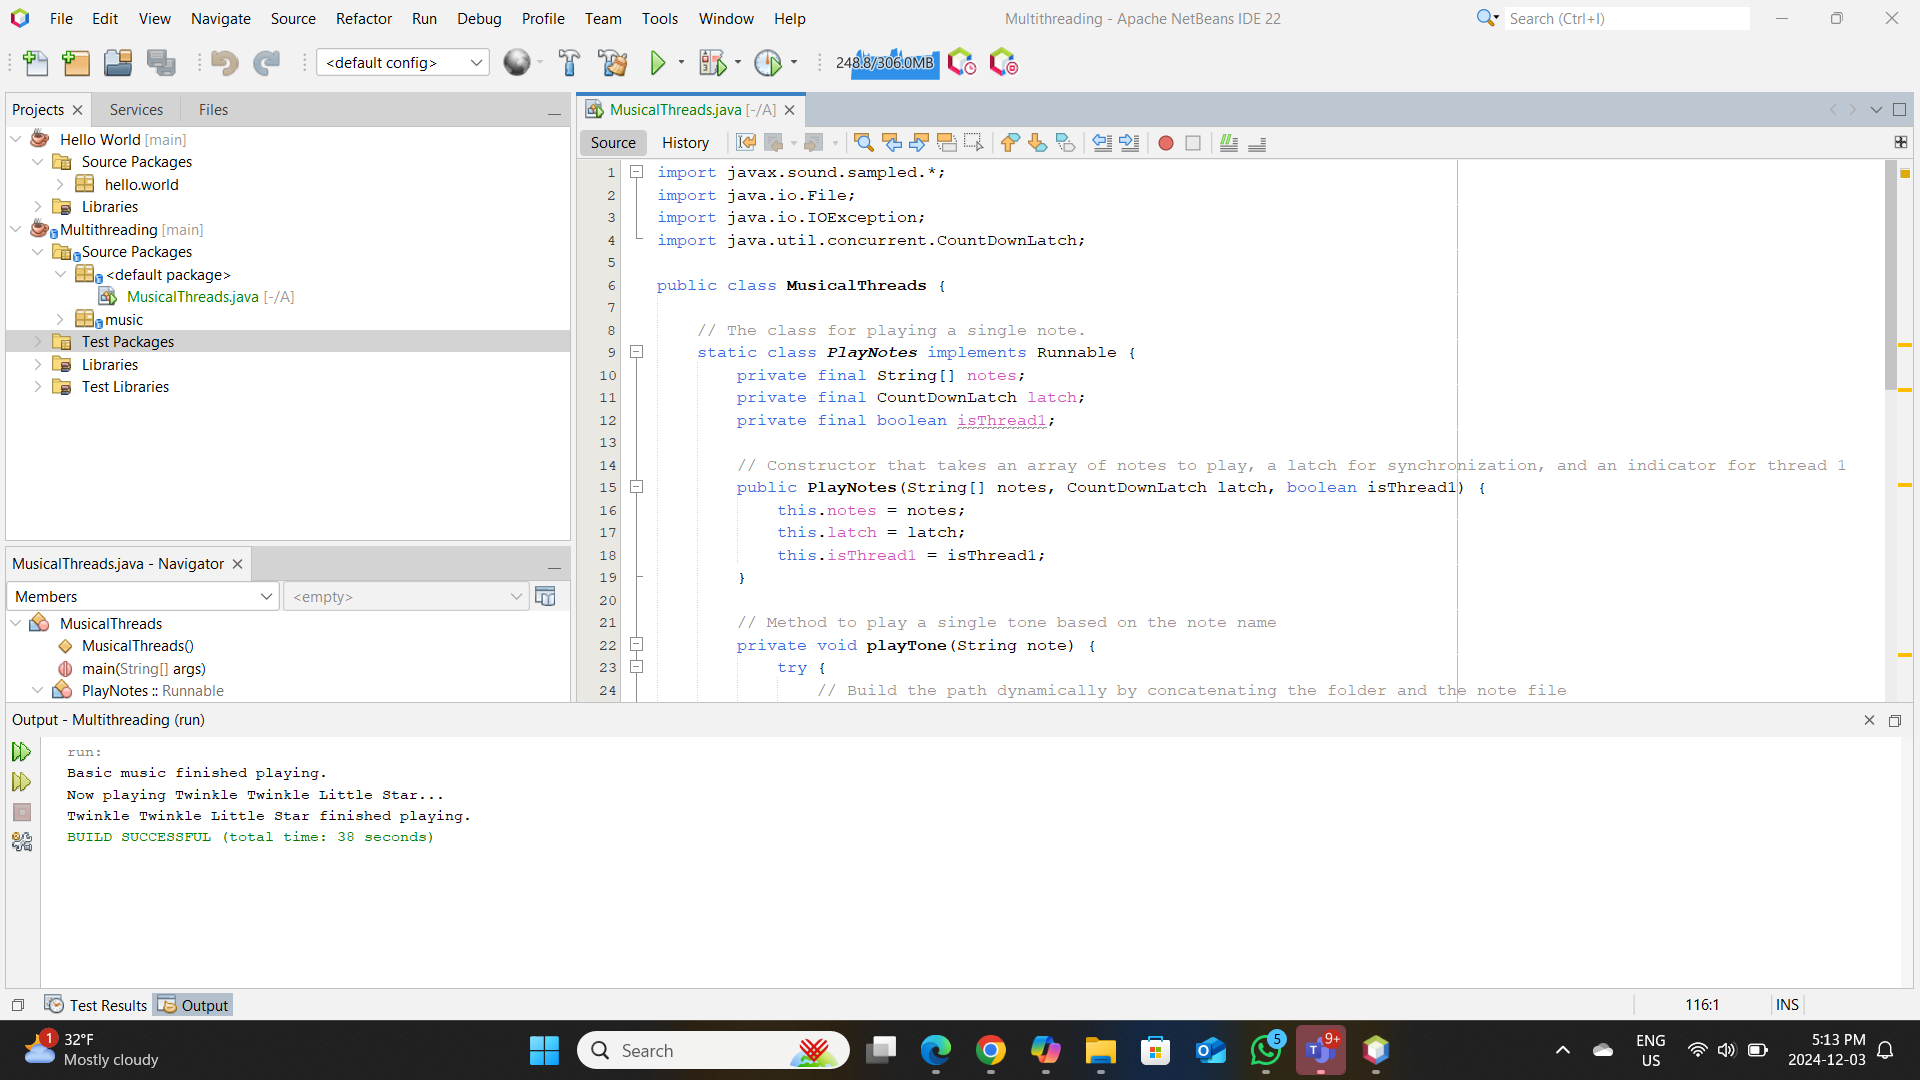 File Edit View Navigate Source Refactor Run Debug Profile Team Tools Window Help
Multithreading - Apache NetBeans IDE 22
Search (Ctrl+I)
<default config>
248.8/306.0MB
Projects Services Files
Hello World [main]
Source Packages
hello.world
Libraries
Multithreading [main]
Source Packages
<default package>
MusicalThreads.java [-/A]
music
Test Packages
Libraries
Test Libraries
MusicalThreads.java - Navigator
Members
<empty>
MusicalThreads
MusicalThreads()
main(String[] args)
PlayNotes :: Runnable
MusicalThreads.java [-/A]
Source History
1 import javax.sound.sampled.*;
2 import java.io.File;
3 import java.io.IOException;
4 import java.util.concurrent.CountDownLatch;
5
6 public class MusicalThreads {
7
8 // The class for playing a single note.
9 static class PlayNotes implements Runnable {
10 private final String[] notes;
11 private final CountDownLatch latch;
12 private final boolean isThread1;
13
14 // Constructor that takes an array of notes to play, a latch for synchronization, and an indicator for thread 1
15 public PlayNotes(String[] notes, CountDownLatch latch, boolean isThread1) {
16 this.notes = notes;
17 this.latch = latch;
18 this.isThread1 = isThread1;
19 }
20
21 // Method to play a single tone based on the note name
22 private void playTone(String note) {
23 try {
24 // Build the path dynamically by concatenating the folder and the note file
Output - Multithreading (run)
run:
Basic music finished playing.
Now playing Twinkle Twinkle Little Star...
Twinkle Twinkle Little Star finished playing.
BUILD SUCCESSFUL (total time: 38 seconds)
Test Results Output
116:1 INS
1
32°F
Mostly cloudy
Search
5
9+
ENG
US
5:13 PM
2024-12-03